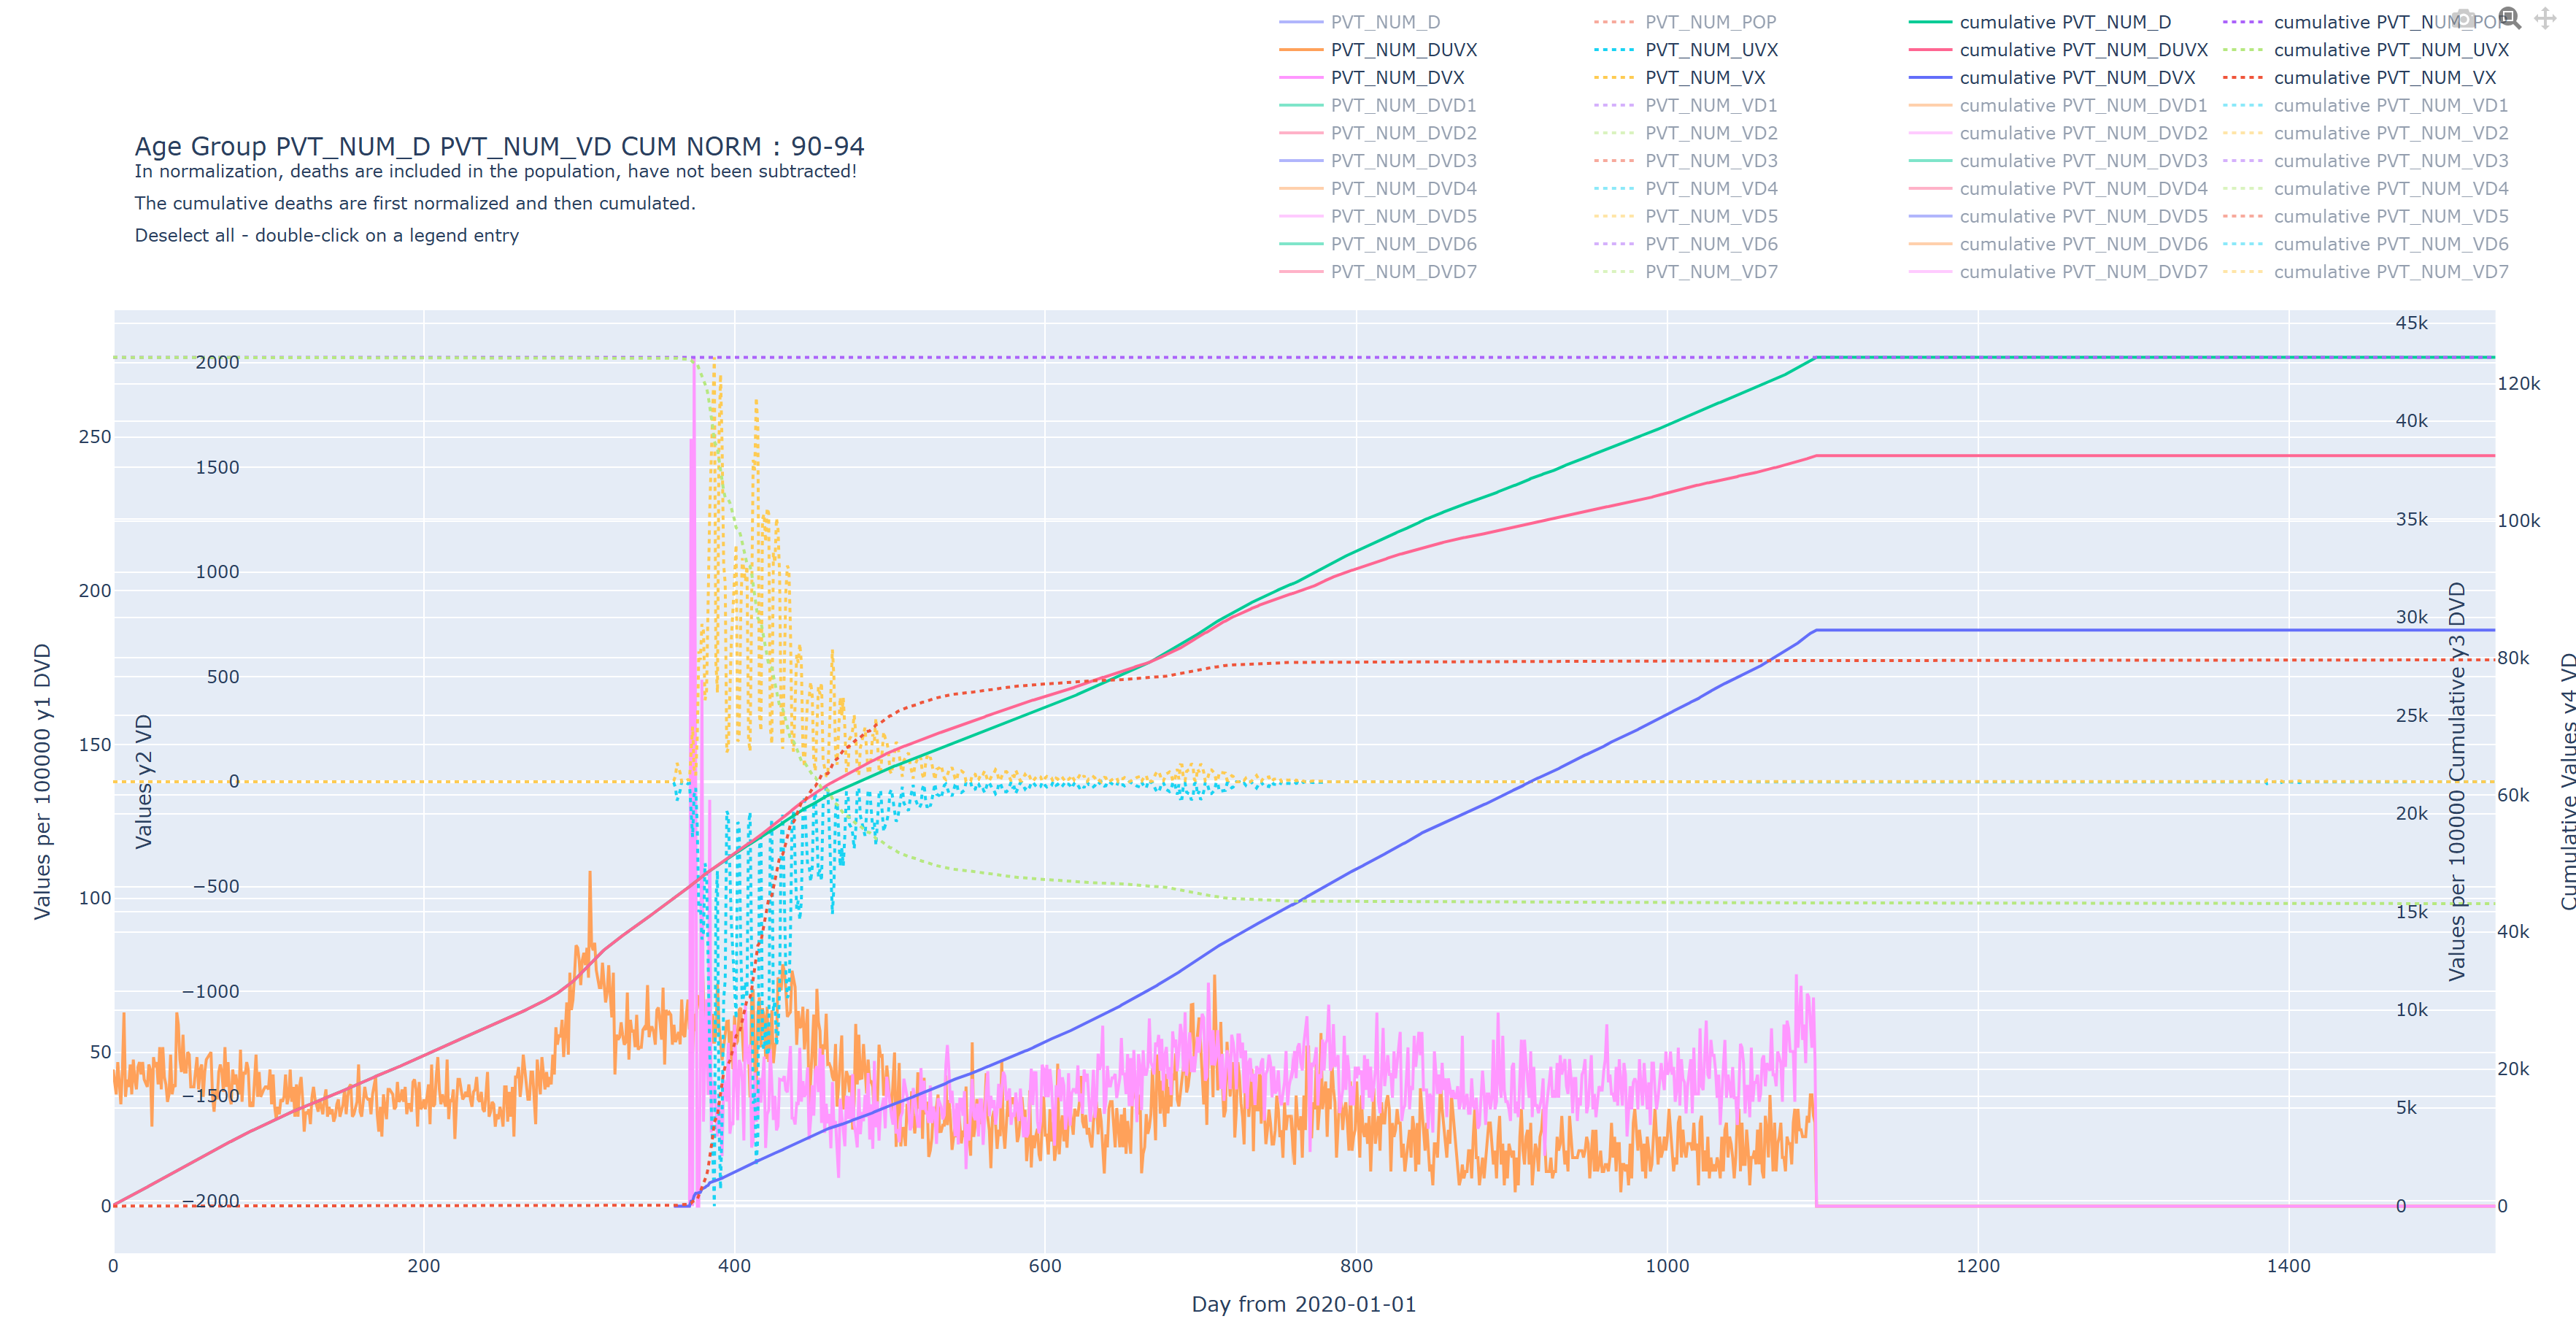 PVT_NUM_D
PVT_NUM_DUVX
PVT_NUM_DVX
PVT_NUM_DVD1
PVT_NUM_DVD2
PVT_NUM_DVD3
PVT_NUM_DVD4
PVT_NUM_DVD5
PVT_NUM_DVD6
PVT_NUM_DVD7
PVT_NUM_POP
PVT_NUM_UVX
PVT_NUM_VX
PVT_NUM_VD1
PVT_NUM_VD2
PVT_NUM_VD3
PVT_NUM_VD4
PVT_NUM_VD5
PVT_NUM_VD6
PVT_NUM_VD7
cumulative PVT_NUM_D
cumulative PVT_NUM_DUVX
cumulative PVT_NUM_DVX
cumulative PVT_NUM_DVD1
cumulative PVT_NUM_DVD2
cumulative PVT_NUM_DVD3
cumulative PVT_NUM_DVD4
cumulative PVT_NUM_DVD5
cumulative PVT_NUM_DVD6
cumulative PVT_NUM_DVD7
cumulative PVT_NUM_POP
cumulative PVT_NUM_UVX
cumulative PVT_NUM_VX
cumulative PVT_NUM_VD1
cumulative PVT_NUM_VD2
cumulative PVT_NUM_VD3
cumulative PVT_NUM_VD4
cumulative PVT_NUM_VD5
cumulative PVT_NUM_VD6
cumulative PVT_NUM_VD7
Age Group PVT_NUM_D PVT_NUM_VD CUM NORM : 90-94
In normalization, deaths are included in the population, have not been subtracted!
The cumulative deaths are first normalized and then cumulated.
Deselect all - double-click on a legend entry
Values per 100000 y1 DVD
250
200
150
100
50
0
Values y2 VD
2000
1500
1000
500
0
−500
−1000
−1500
−2000
45k
40k
35k
30k
25k
20k
15k
10k
5k
0
Values per 100000 Cumulative y3 DVD
120k
100k
80k
60k
40k
20k
0
Cumulative Values y4 VD
0
200
400
600
800
1000
1200
1400
Day from 2020-01-01